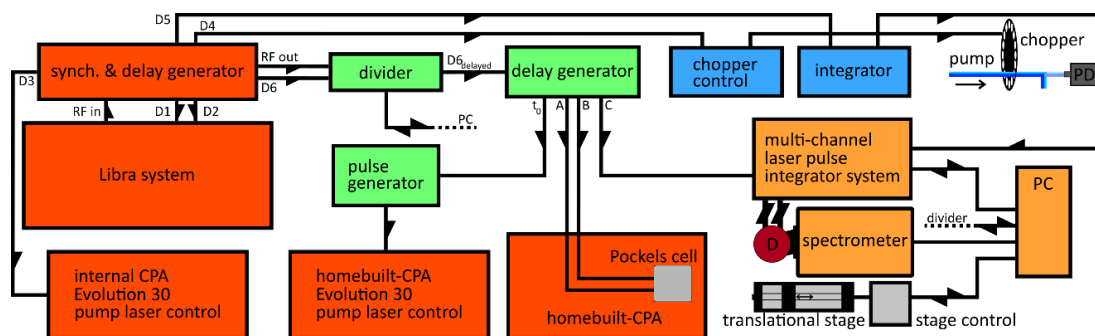 D5
D4
D3
synch. & delay generator
RF out
D6
divider
D6delayed
delay generator
chopper
control
integrator
pump
chopper
PD
RF in
D1
D2
PC
t0
A
B
C
Libra system
pulse
generator
multi-channel
laser pulse
integrator system
PC
divider
D
spectrometer
internal CPA
Evolution 30
pump laser control
homebuilt-CPA
Evolution 30
pump laser control
Pockels cell
homebuilt-CPA
translational stage
stage control